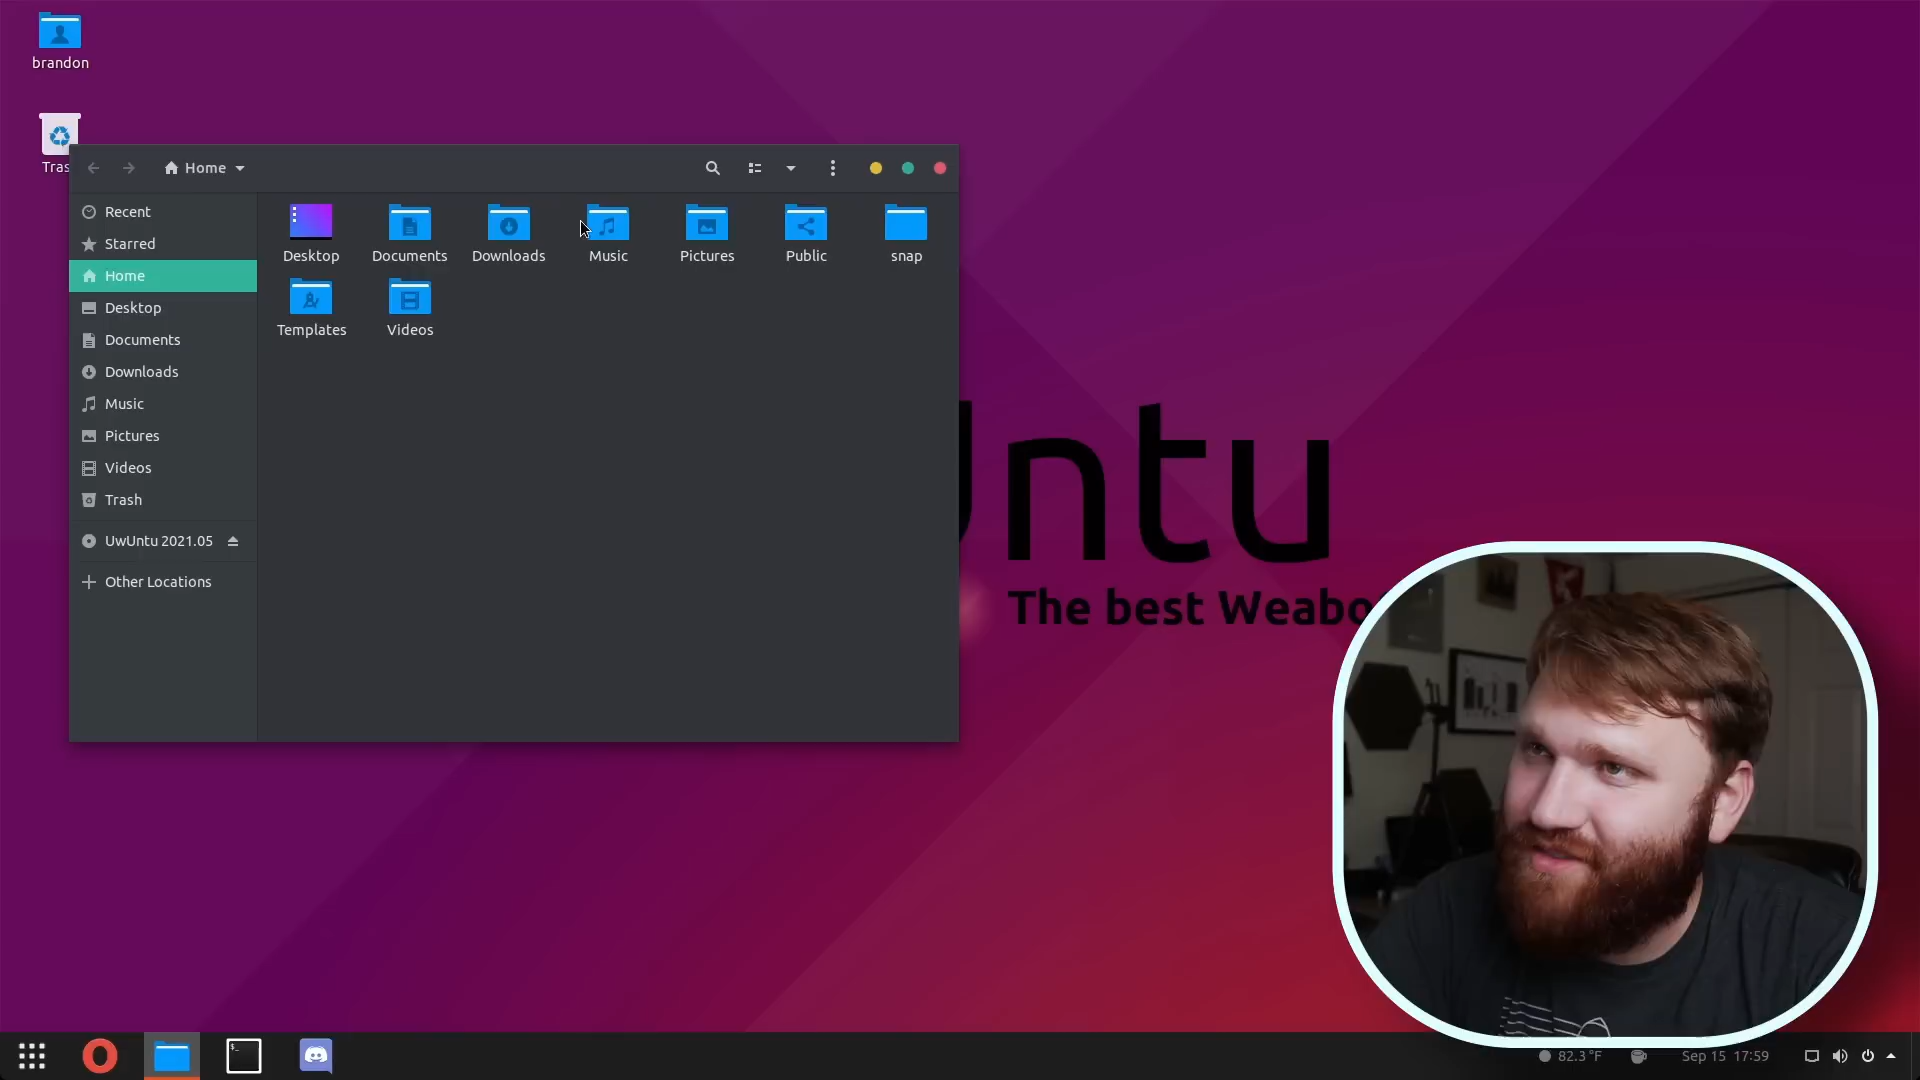 brandon
Tras
Home
Recent
Starred
Home
Desktop
Documents
Downloads
Music
Pictures
Videos
Trash
UwUntu 2021.05
Other Locations
Desktop
Documents
Downloads
Music
Pictures
Public
snap
Templates
Videos
ntu
The best Weabo
$_
82.3 °F
Sep 15 17:59